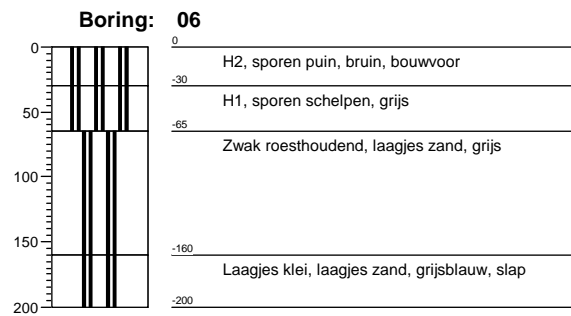 Boring: 06
0
0
H2, sporen puin, bruin, bouwvoor
-30
H1, sporen schelpen, grijs
50
-65
Zwak roesthoudend, laagjes zand, grijs
100
150
-160
Laagjes klei, laagjes zand, grijsblauw, slap
200
-200